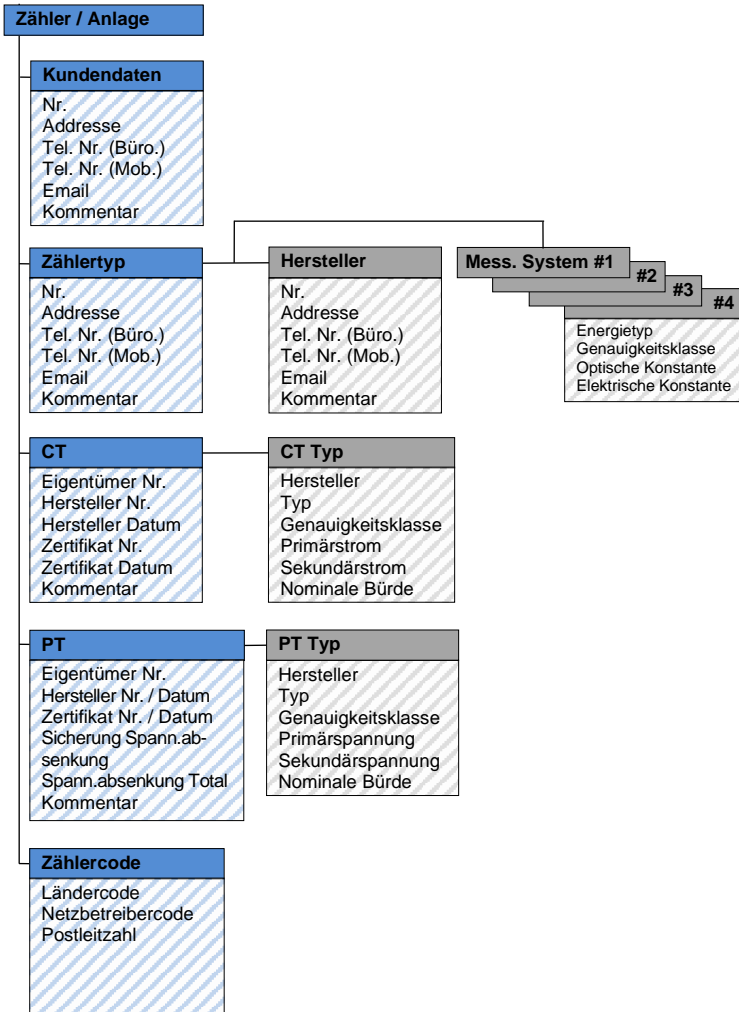 Zähler / Anlage
Kundendaten
Nr.
Addresse
Tel. Nr. (Büro.)
Tel. Nr. (Mob.)
Email
Kommentar
Zählertyp
Nr.
Addresse
Tel. Nr. (Büro.)
Tel. Nr. (Mob.)
Email
Kommentar
Hersteller
Nr.
Addresse
Tel. Nr. (Büro.)
Tel. Nr. (Mob.)
Email
Kommentar
Mess. System #1
#2
#3
#4
Energietyp
Genauigkeitsklasse
Optische Konstante
Elektrische Konstante
CT
Eigentümer Nr.
Hersteller Nr.
Hersteller Datum
Zertifikat Nr.
Zertifikat Datum
Kommentar
CT Typ
Hersteller
Typ
Genauigkeitsklasse
Primärstrom
Sekundärstrom
Nominale Bürde
PT
Eigentümer Nr.
Hersteller Nr. / Datum
Zertifikat Nr. / Datum
Sicherung Spann.ab-
senkung
Spann.absenkung Total
Kommentar
PT Typ
Hersteller
Typ
Genauigkeitsklasse
Primärspannung
Sekundärspannung
Nominale Bürde
Zählercode
Ländercode
Netzbetreibercode
Postleitzahl